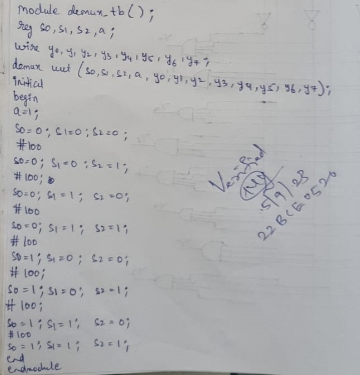 module demux_tb();
reg s0, s1, s2, a;
wire y0, y1, y2, y3, y4, y5, y6, y7;
demux uut (s0, s1, s2, a, y0, y1, y2, y3, y4, y5, y6, y7);
initial
begin
a=1;
s0=0; s1=0; s2=0;
#100
s0=0; s1=0; s2=1;
#100;
s0=0; s1=1; s2=0;
#100
s0=0; s1=1; s2=1;
#100
s0=1; s1=0; s2=0;
#100;
s0=1; s1=0; s2=1;
#100;
s0=1; s1=1; s2=0;
#100
s0=1; s1=1; s2=1;
end
endmodule
Verified
5/9/23
22BCE0520